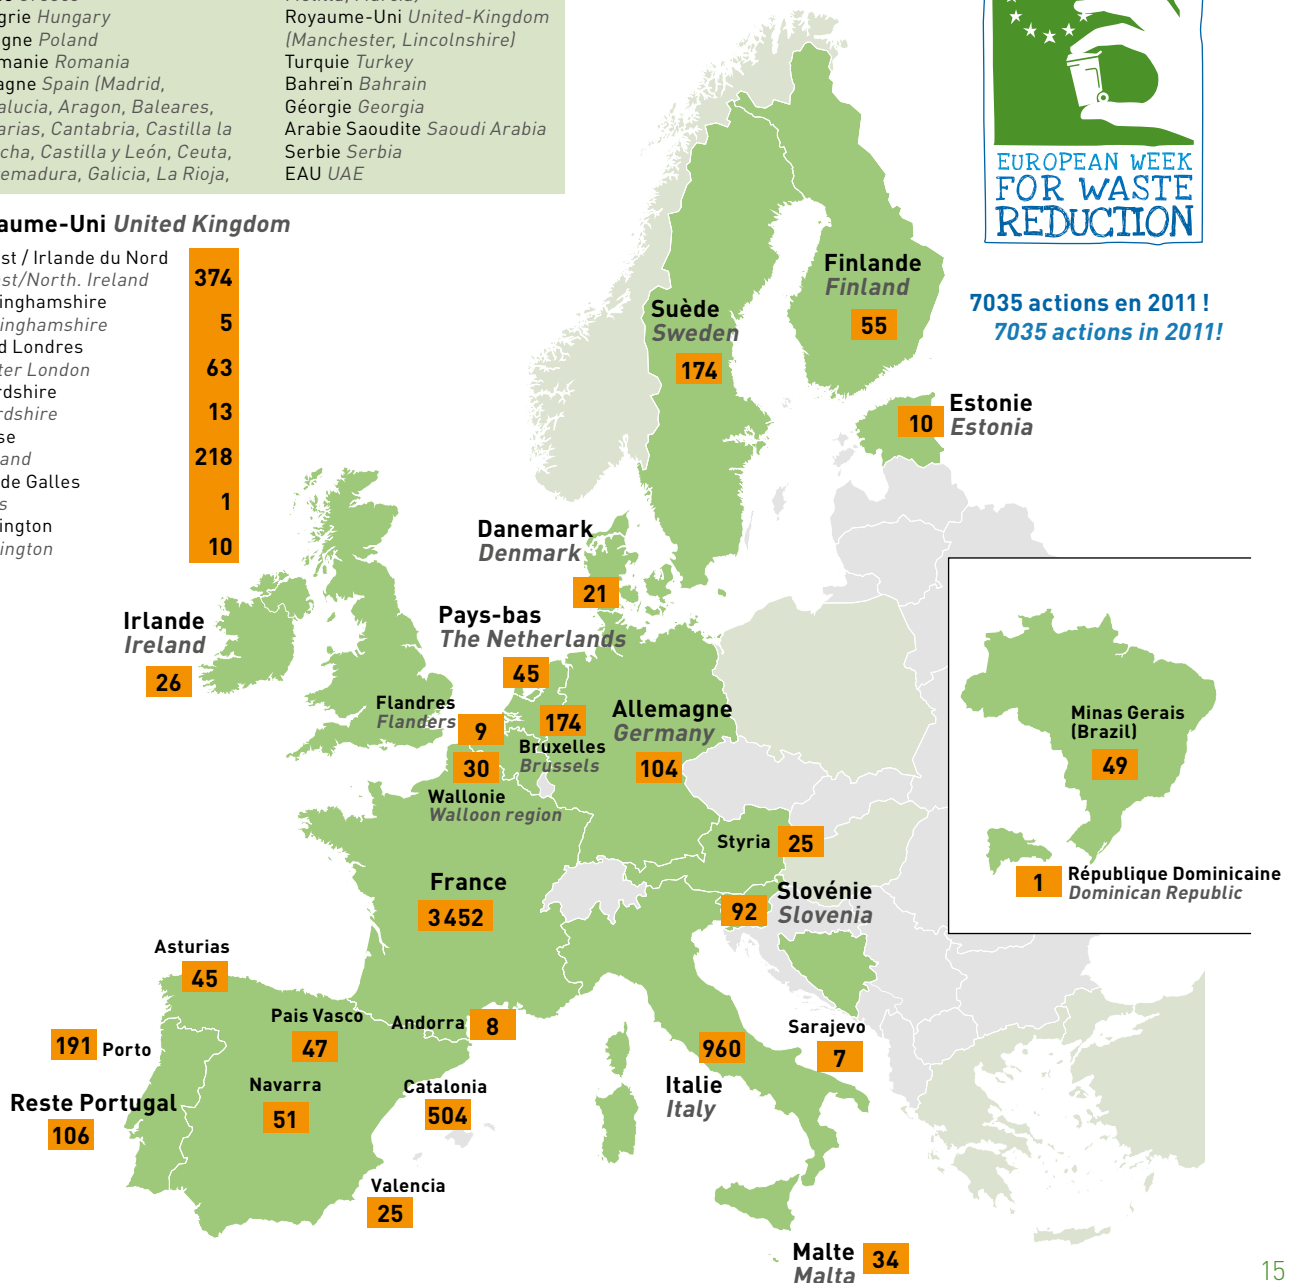 grie Hungary
gne Poland
manie Romania
agne Spain (Madrid,
alucia, Aragon, Baleares,
arias, Cantabria, Castilla la
cha, Castilla y León, Ceuta,
emadura, Galicia, La Rioja,
Royaume-Uni United-Kingdom
(Manchester, Lincolnshire)
Turquie Turkey
Bahreïn Bahrain
Géorgie Georgia
Arabie Saoudite Saoudi Arabia
Serbie Serbia
EAU UAE
EUROPEAN WEEK
FOR WASTE
REDUCTION
7035 actions en 2011 !
7035 actions in 2011!
aume-Uni United Kingdom
st / Irlande du Nord
st/North. Ireland
374
inghamshire
inghamshire
5
d Londres
ter London
63
rdshire
rdshire
13
se
and
218
de Galles
s
1
ington
ington
10
Finlande
Finland
55
Suède
Sweden
174
Estonie
Estonia
10
Danemark
Denmark
21
Irlande
Ireland
26
Pays-bas
The Netherlands
45
Flandres
Flanders
9
174
Bruxelles
Brussels
Allemagne
Germany
104
30
Wallonie
Walloon region
Minas Gerais
(Brazil)
49
1
République Dominicaine
Dominican Republic
Styria
25
France
3 452
Slovénie
Slovenia
92
Asturias
45
Pais Vasco
47
Andorra
8
191
Porto
Navarra
51
Catalonia
504
Reste Portugal
106
Valencia
25
960
Italie
Italy
Sarajevo
7
Malte
Malta
34
15